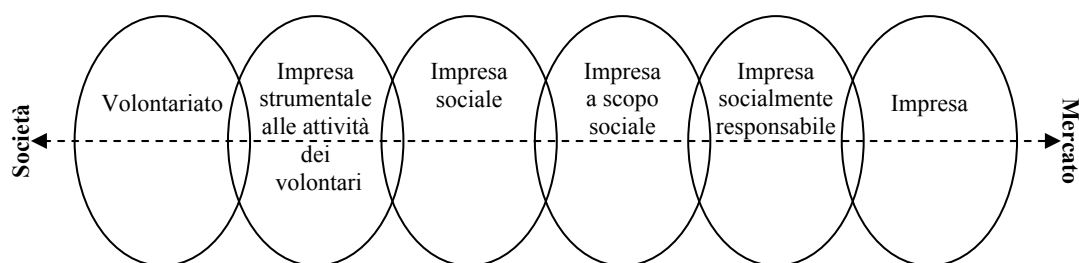 Società
Volontariato
Impresa
strumentale
alle attività
dei
volontari
Impresa
sociale
Impresa
a scopo
sociale
Impresa
socialmente
responsabile
Impresa
Mercato